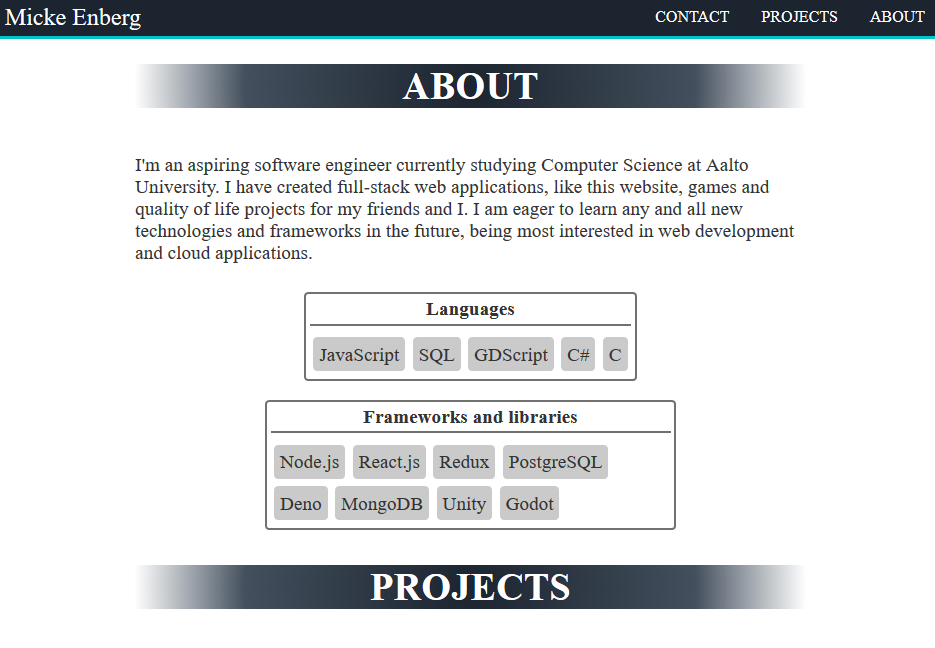 Micke Enberg CONTACT PROJECTS ABOUT
ABOUT
I'm an aspiring software engineer currently studying Computer Science at Aalto
University. I have created full-stack web applications, like this website, games and
quality of life projects for my friends and I. I am eager to learn any and all new
technologies and frameworks in the future, being most interested in web development
and cloud applications.
Languages
JavaScript SQL GDScript C# C
Frameworks and libraries
Node.js React.js Redux PostgreSQL
Deno MongoDB Unity Godot
PROJECTS